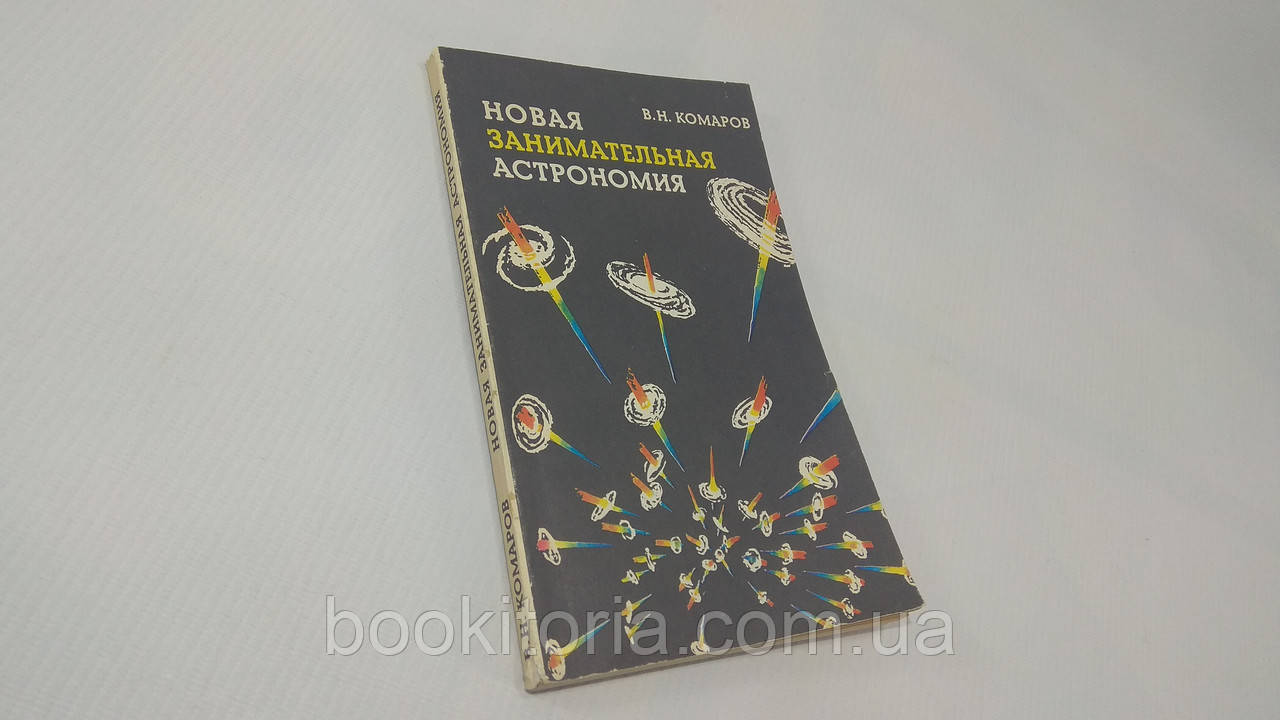 НОВАЯ
В.Н. КОМАРОВ
ЗАНИМАТЕЛЬНАЯ
АСТРОНОМИЯ
В. Н. КОМАРОВ НОВАЯ ЗАНИМАТЕЛЬНАЯ АСТРОНОМИЯ
bookitoria.com.ua